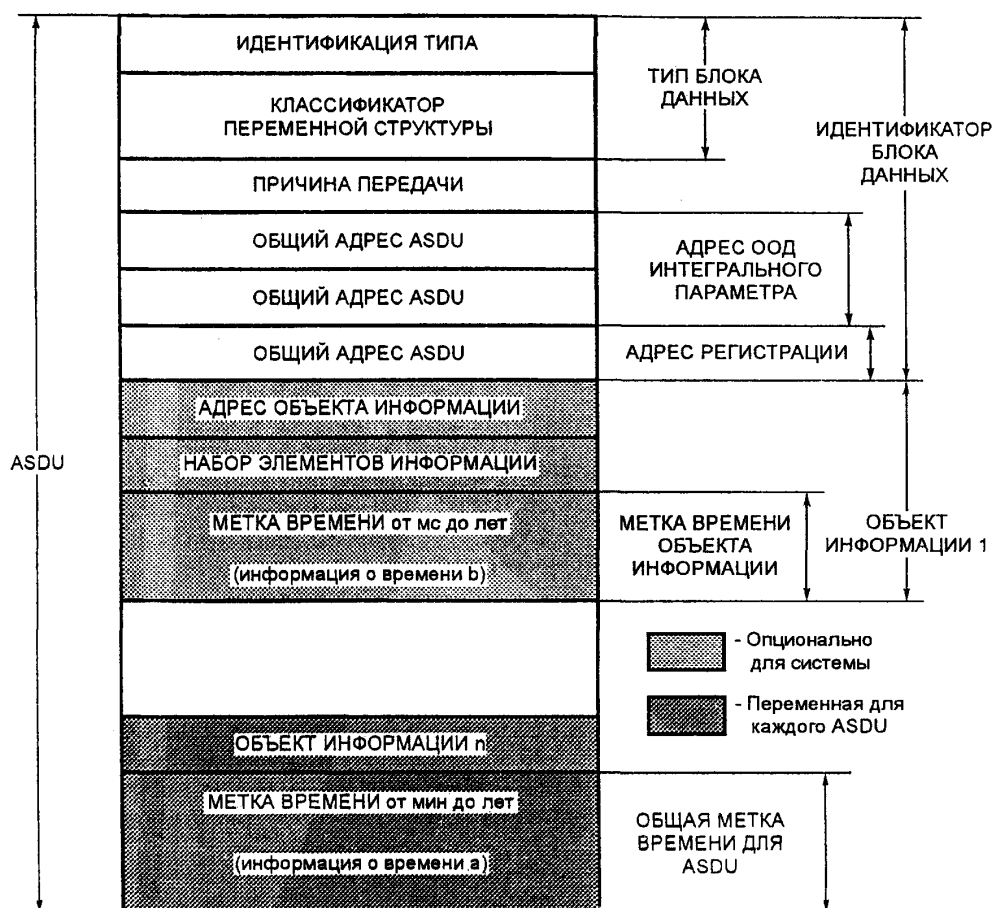 ИДЕНТИФИКАЦИЯ ТИПА
КЛАССИФИКАТОР
ПЕРЕМЕННОЙ СТРУКТУРЫ
ТИП БЛОКА
ДАННЫХ
ИДЕНТИФИКАТОР
БЛОКА
ДАННЫХ
ПРИЧИНА ПЕРЕДАЧИ
ОБЩИЙ АДРЕС ASDU
ОБЩИЙ АДРЕС ASDU
АДРЕС ООД
ИНТЕГРАЛЬНОГО
ПАРАМЕТРА
ОБЩИЙ АДРЕС ASDU
АДРЕС РЕГИСТРАЦИИ
АДРЕС ОБЪЕКТА ИНФОРМАЦИИ
ASDU
НАБОР ЭЛЕМЕНТОВ ИНФОРМАЦИИ
МЕТКА ВРЕМЕНИ от мс до лет
(информация о времени b)
МЕТКА ВРЕМЕНИ
ОБЪЕКТА
ИНФОРМАЦИИ
ОБЪЕКТ
ИНФОРМАЦИИ 1
- Опционально
для системы
- Переменная для
каждого ASDU
ОБЪЕКТ ИНФОРМАЦИИ n
МЕТКА ВРЕМЕНИ от мин до лет
(информация о времени a)
ОБЩАЯ МЕТКА
ВРЕМЕНИ ДЛЯ
ASDU